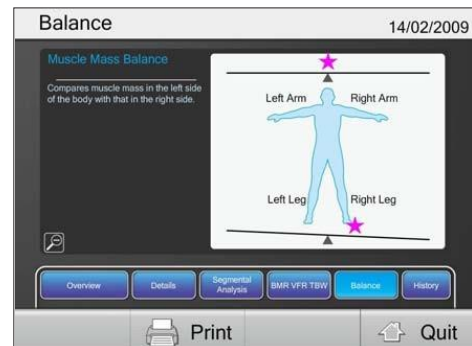 Balance
14/02/2009
Muscle Mass Balance
Compares muscle mass in the left side
of the body with that in the right side.
Left Arm
Right Arm
Left Leg
Right Leg
Overview
Details
Segmental
Analysis
BMR VFR TBW
Balance
History
Print
Quit